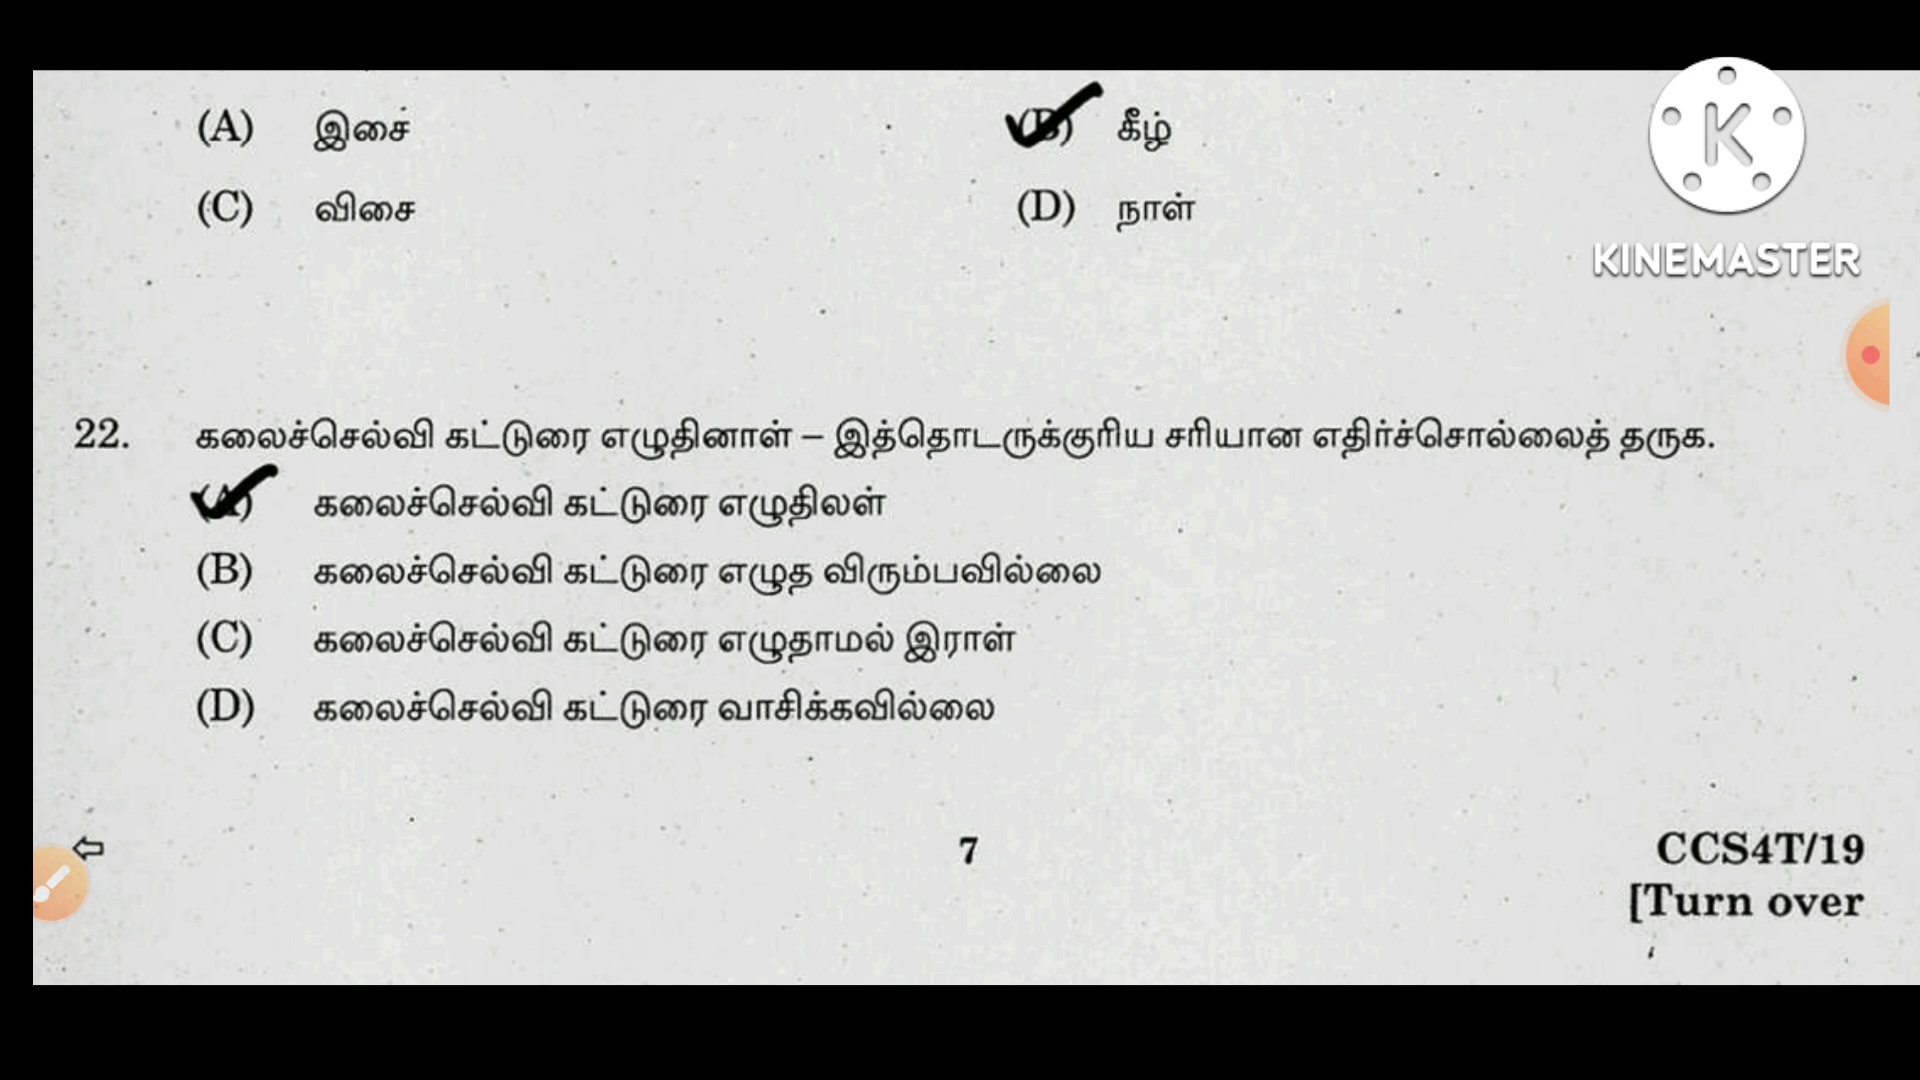 (A) இசை (B) கீழ்
(C) விசை (D) நாள்
K
KINEMASTER
22. கலைச்செல்வி கட்டுரை எழுதினாள் – இத்தொடருக்குரிய சரியான எதிர்ச்சொல்லைத் தருக.
(A) கலைச்செல்வி கட்டுரை எழுதிலள்
(B) கலைச்செல்வி கட்டுரை எழுத விரும்பவில்லை
(C) கலைச்செல்வி கட்டுரை எழுதாமல் இராள்
(D) கலைச்செல்வி கட்டுரை வாசிக்கவில்லை
7 CCS4T/19
[Turn over